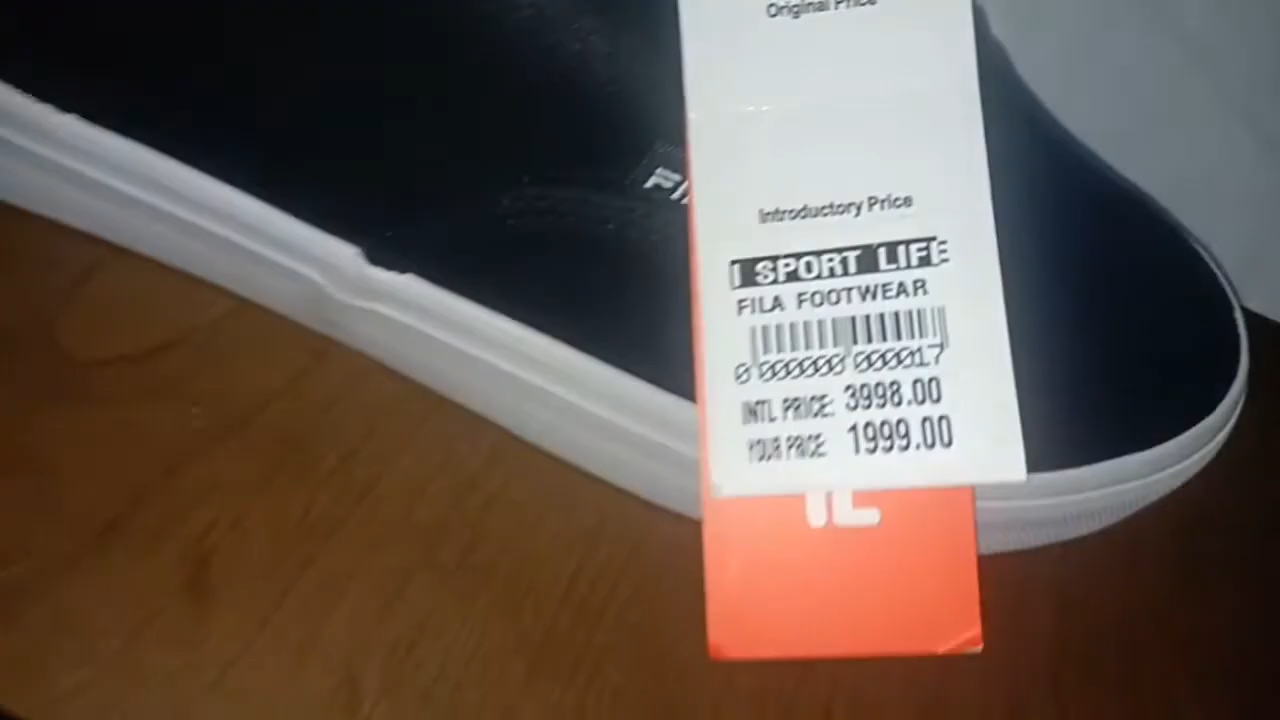 Original Price
Introductory Price
I SPORT LIFE
FILA FOOTWEAR
0 000000 000017
INTL PRICE: 3998.00
YOUR PRICE: 1999.00